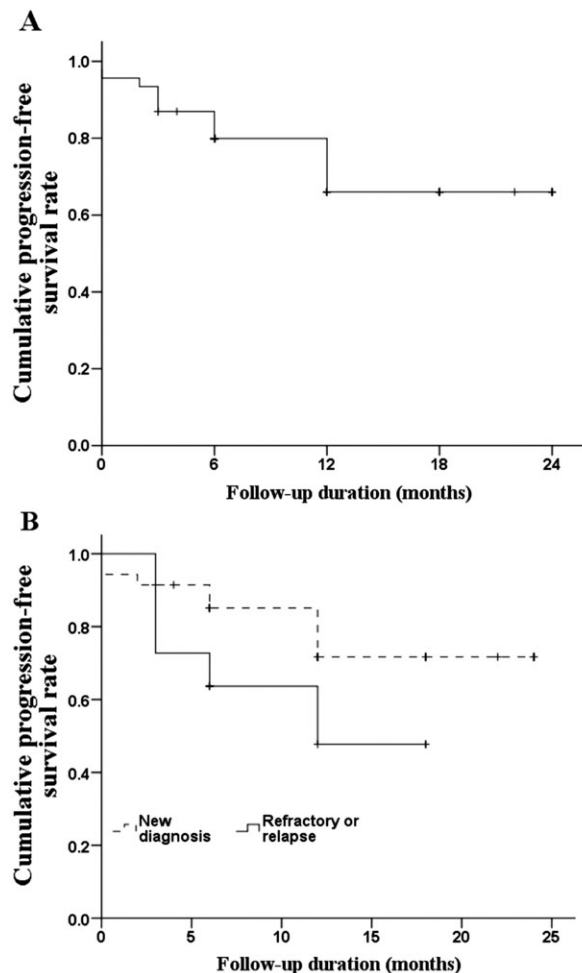 A
Cumulative progression-free
survival rate
1.0
0.8
0.6
0.4
0.2
0.0
0
6
12
18
24
Follow-up duration (months)
B
Cumulative progression-free
survival rate
1.0
0.8
0.6
0.4
0.2
0.0
New
diagnosis
Refractory or
relapse
0
5
10
15
20
25
Follow-up duration (months)